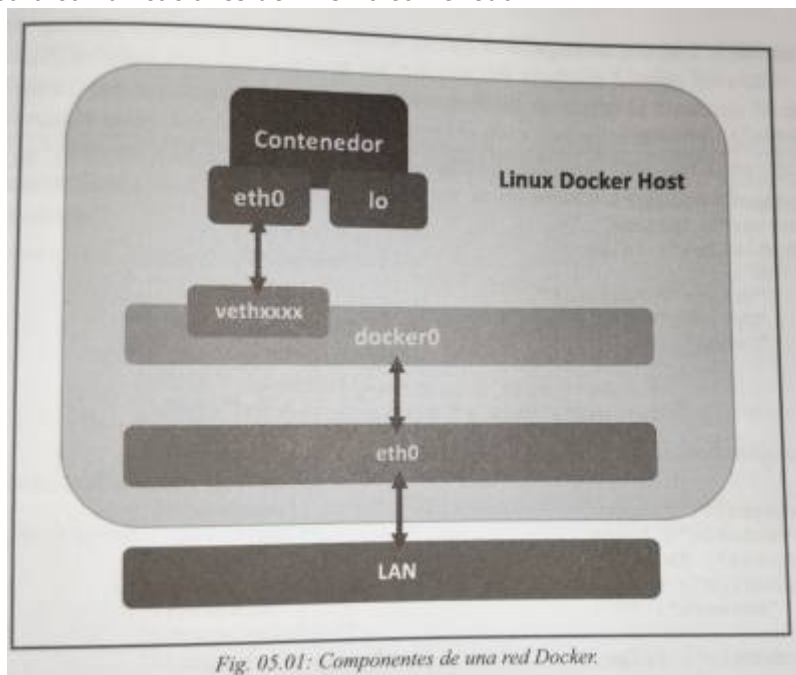 Contenedor
eth0
lo
Linux Docker Host
vethxxxx
docker0
eth0
LAN
Fig. 05.01: Componentes de una red Docker.